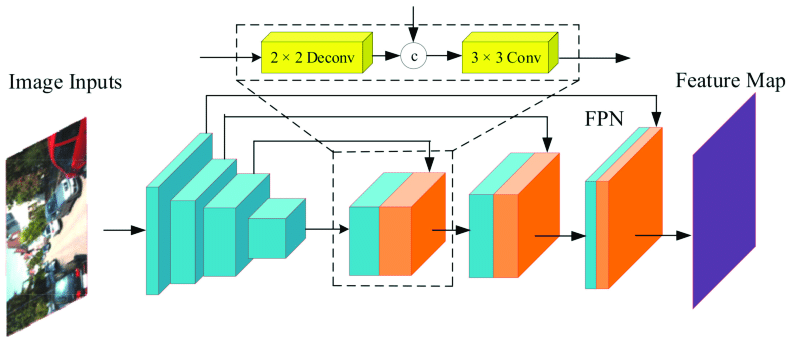 2 × 2 Deconv
c
3 × 3 Conv
Image Inputs
Feature Map
FPN